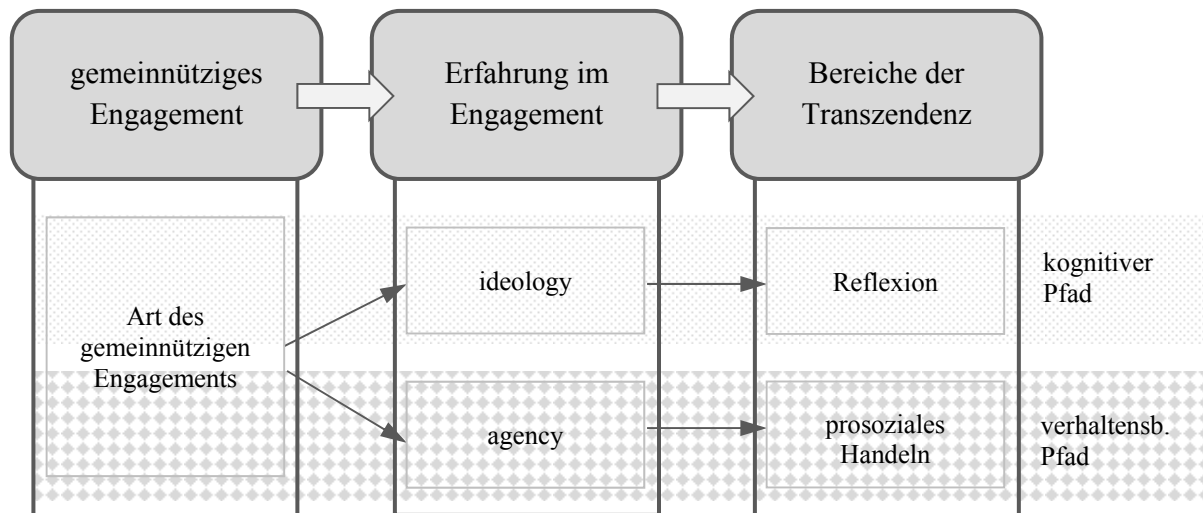 gemeinnütziges
Engagement
Erfahrung im
Engagement
Bereiche der
Transzendenz
Art des
gemeinnützigen
Engagements
ideology
Reflexion
kognitiver
Pfad
agency
prosoziales
Handeln
verhaltensb.
Pfad